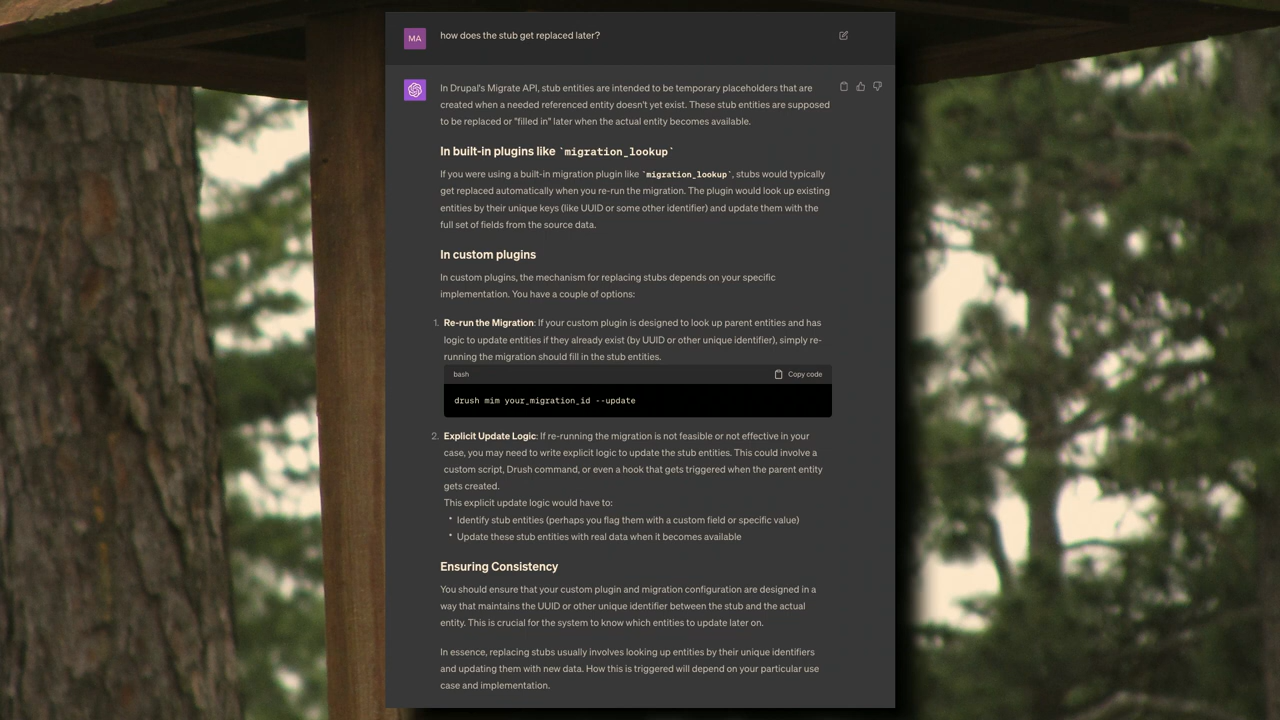 MA
how does the stub get replaced later?
In Drupal's Migrate API, stub entities are intended to be temporary placeholders that are
created when a needed referenced entity doesn't yet exist. These stub entities are supposed
to be replaced or "filled in" later when the actual entity becomes available.
In built-in plugins like `migration_lookup`
If you were using a built-in migration plugin like `migration_lookup`, stubs would typically
get replaced automatically when you re-run the migration. The plugin would look up existing
entities by their unique keys (like UUID or some other identifier) and update them with the
full set of fields from the source data.
In custom plugins
In custom plugins, the mechanism for replacing stubs depends on your specific
implementation. You have a couple of options:
1. Re-run the Migration: If your custom plugin is designed to look up parent entities and has
logic to update entities if they already exist (by UUID or other unique identifier), simply re-
running the migration should fill in the stub entities.
bash Copy code
drush mim your_migration_id --update
2. Explicit Update Logic: If re-running the migration is not feasible or not effective in your
case, you may need to write explicit logic to update the stub entities. This could involve a
custom script, Drush command, or even a hook that gets triggered when the parent entity
gets created.
This explicit update logic would have to:
• Identify stub entities (perhaps you flag them with a custom field or specific value)
• Update these stub entities with real data when it becomes available
Ensuring Consistency
You should ensure that your custom plugin and migration configuration are designed in a
way that maintains the UUID or other unique identifier between the stub and the actual
entity. This is crucial for the system to know which entities to update later on.
In essence, replacing stubs usually involves looking up entities by their unique identifiers
and updating them with new data. How this is triggered will depend on your particular use
case and implementation.